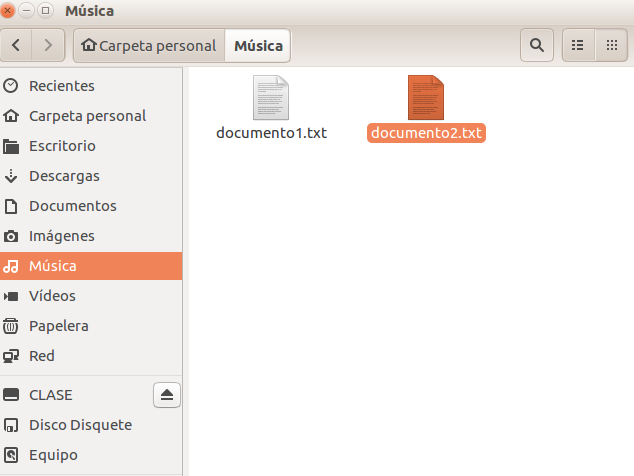 Música
Carpeta personal
Música
Recientes
Carpeta personal
Escritorio
Descargas
Documentos
Imágenes
Música
Vídeos
Papelera
Red
CLASE
Disco Disquete
Equipo
documento1.txt
documento2.txt